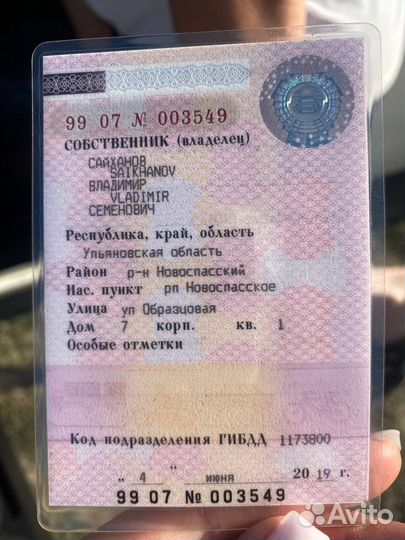 99 07 № 003549
СОБСТВЕННИК (владелец)
САЙХАНОВ
SAIKHANOV
ВЛАДИМИР
VLADIMIR
СЕМЕНОВИЧ
Республика, край, область
Ульяновская область
Район р-н Новоспасский
Нас. пункт рп Новоспасское
Улица ул Образцовая
Дом 7 корп. кв. 1
Особые отметки
Код подразделения ГИБДД 1173800
„ 4 “ июня 2019 г.
99 07 № 003549
Avito